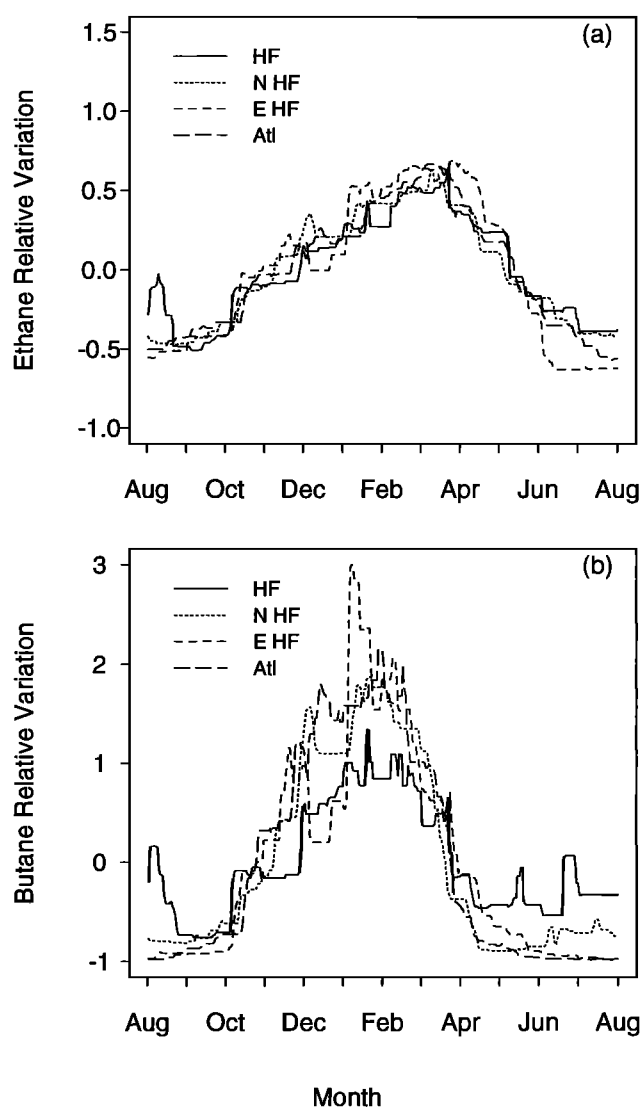 (a)
1.5
1.0
0.5
0.0
-0.5
-1.0
Ethane Relative Variation
HF
N HF
E HF
Atl
Aug Oct Dec Feb Apr Jun Aug
(b)
3
2
1
0
-1
Butane Relative Variation
HF
N HF
E HF
Atl
Aug Oct Dec Feb Apr Jun Aug
Month